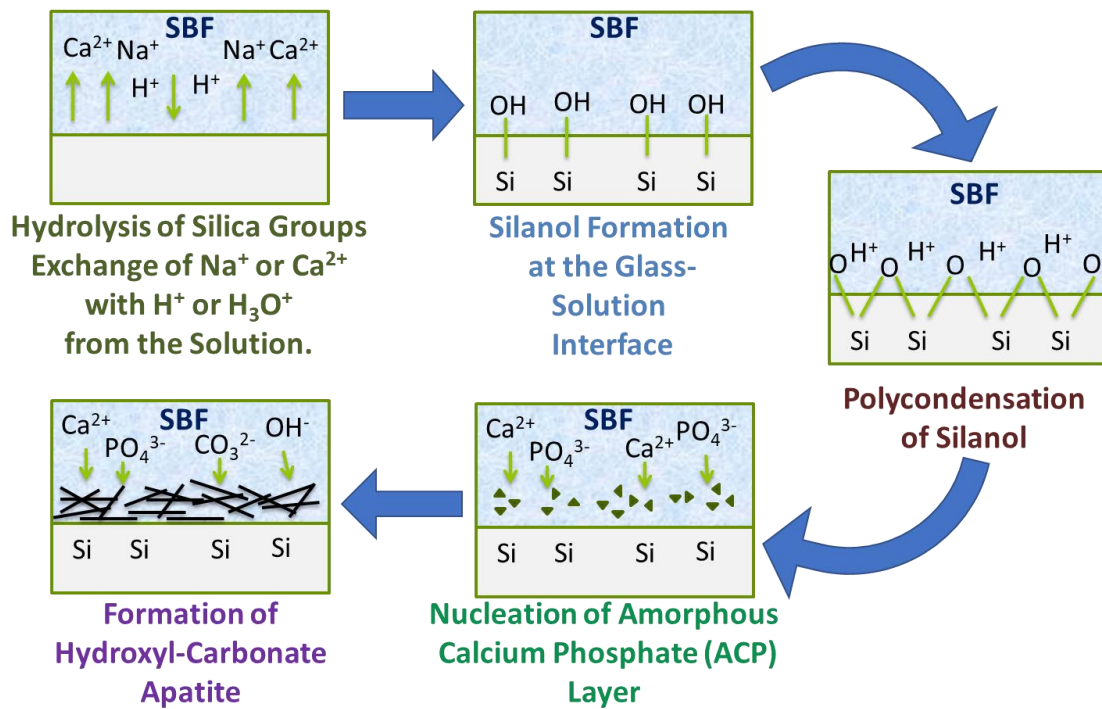 SBF
Ca²⁺ Na⁺ Na⁺ Ca²⁺
H⁺ H⁺
Hydrolysis of Silica Groups
Exchange of Na⁺ or Ca²⁺
with H⁺ or H₃O⁺
from the Solution.
SBF
OH OH OH OH
Si Si Si Si
Silanol Formation
at the Glass-
Solution
Interface
SBF
H⁺ H⁺ H⁺ H⁺
O O O O O
Si Si Si Si
Polycondensation
of Silanol
SBF
Ca²⁺ PO₄³⁻ Ca²⁺ PO₄³⁻
Si Si Si Si
Nucleation of Amorphous
Calcium Phosphate (ACP)
Layer
SBF
Ca²⁺ PO₄³⁻ CO₃²⁻ OH⁻
Si Si Si Si
Formation of
Hydroxyl-Carbonate
Apatite